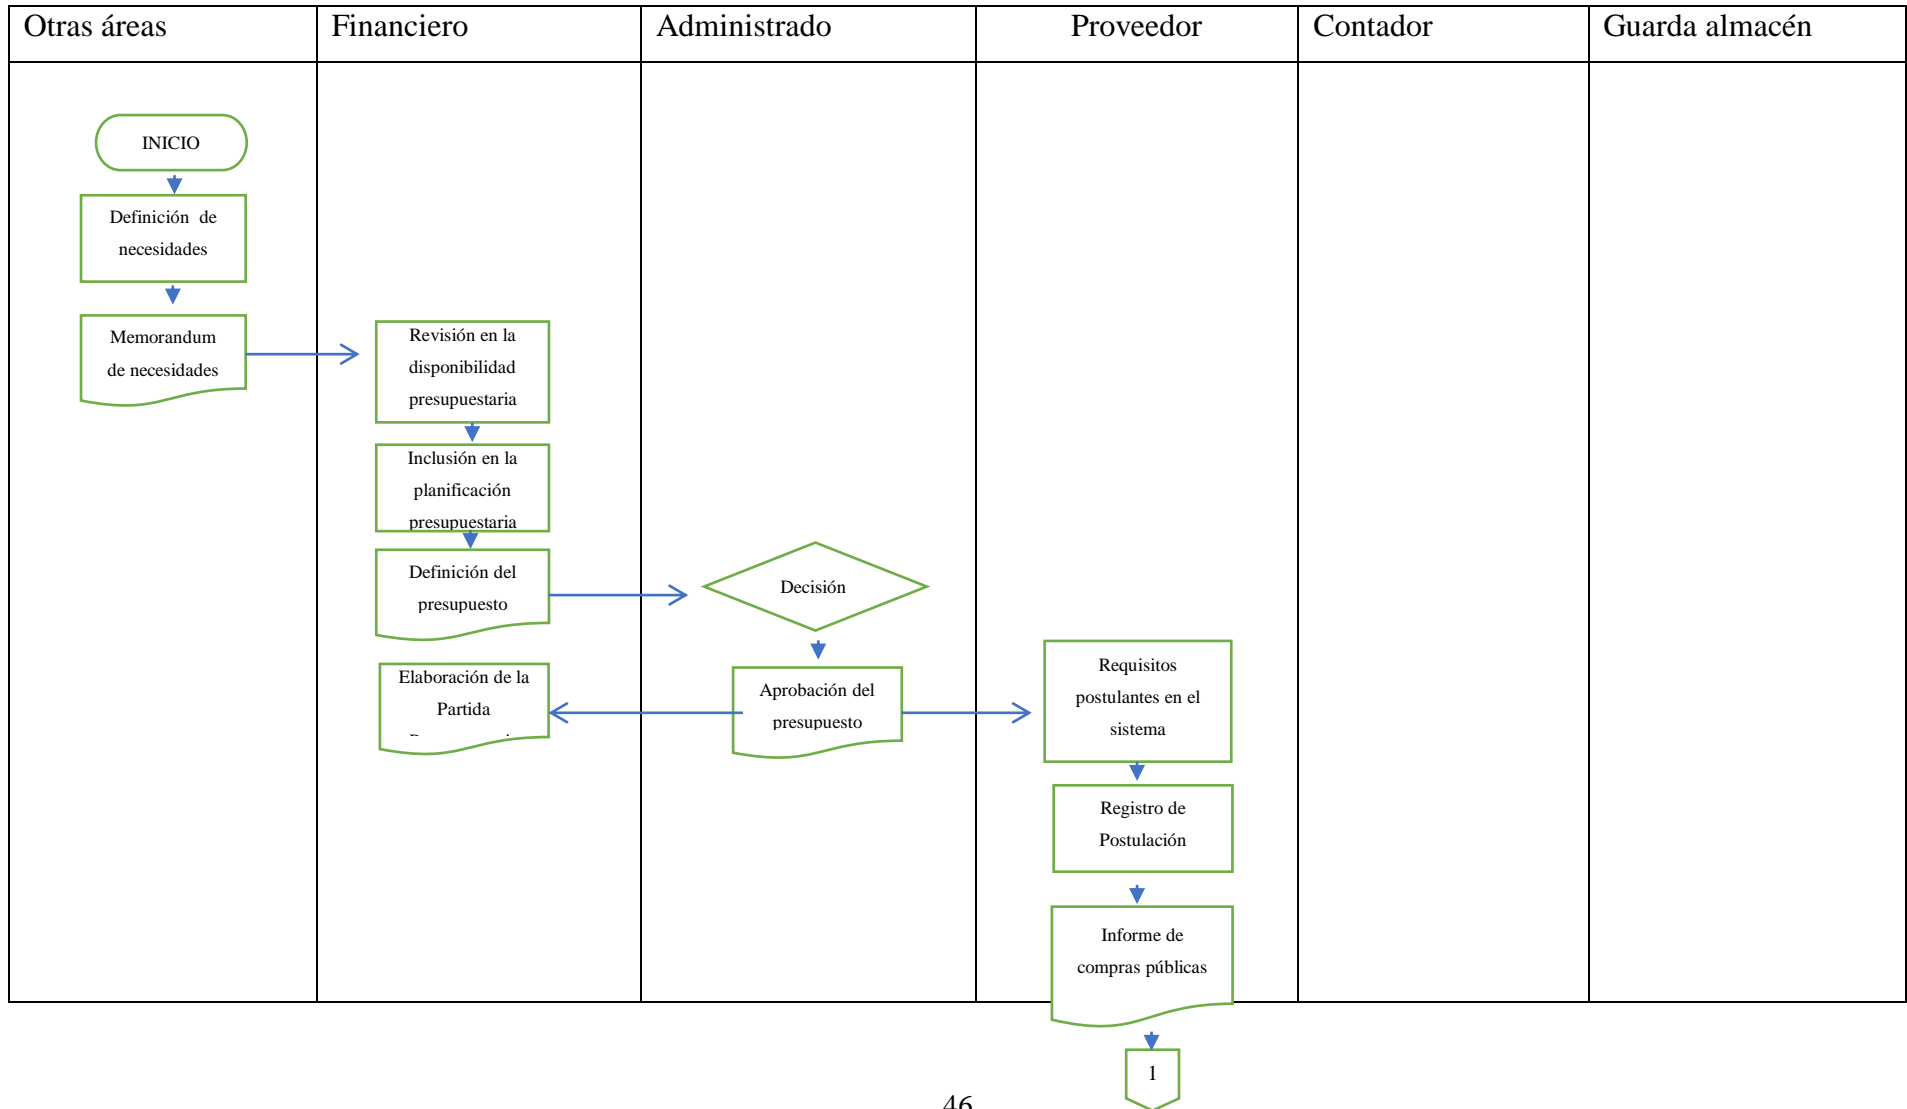 Otras áreas
Financiero
Administrado
Proveedor
Contador
Guarda almacén
INICIO
Definición de
necesidades
Memorandum
de necesidades
Revisión en la
disponibilidad
presupuestaria
Inclusión en la
planificación
presupuestaria
Definición del
presupuesto
Decisión
Aprobación del
presupuesto
Elaboración de la
Partida
Requisitos
postulantes en el
sistema
Registro de
Postulación
Informe de
compras públicas
1
46